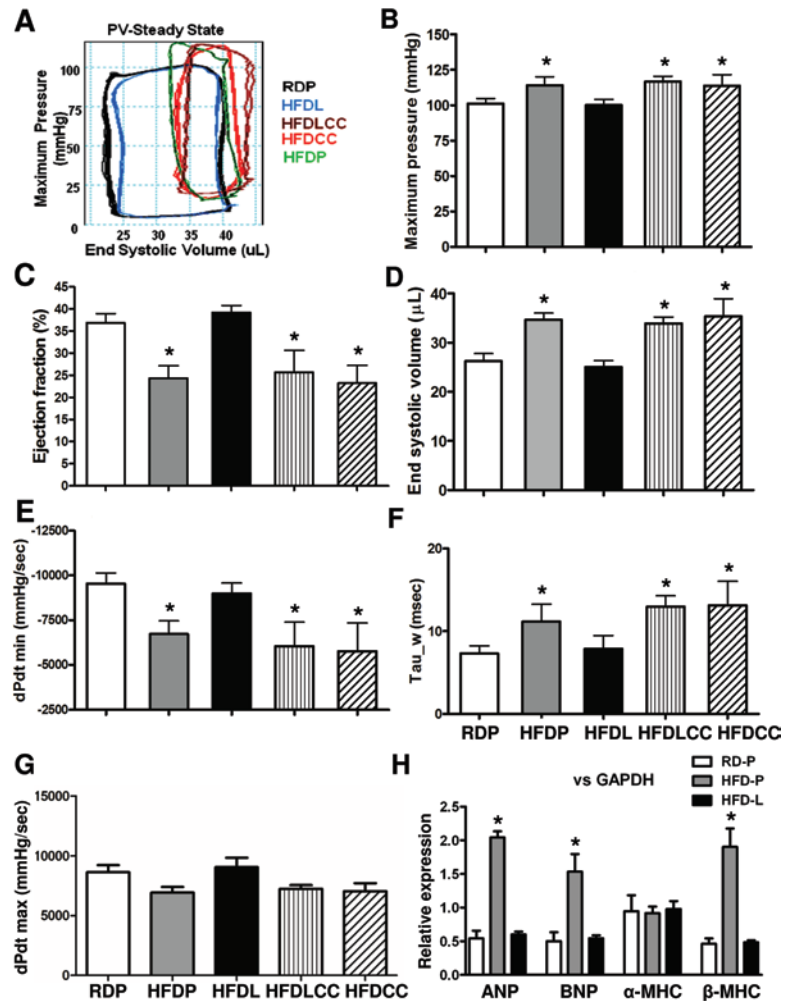 A
PV-Steady State
Maximum Pressure
(mmHg)
100
75
50
25
0
25
30
35
40
End Systolic Volume (uL)
RDP
HFDL
HFDLCC
HFDCC
HFDP
B
Maximum pressure (mmHg)
150
125
100
75
50
25
0
*
*
*
C
Ejection fraction (%)
45
40
35
30
25
20
15
10
5
0
*
*
*
D
End systolic volume (μL)
40
30
20
10
0
*
*
*
E
dPdt min (mmHg/sec)
-12500
-10000
-7500
-5000
-2500
*
*
*
F
Tau_w (msec)
20
10
0
*
*
*
RDP HFDP HFDL HFDLCC HFDCC
G
dPdt max (mmHg/sec)
15000
10000
5000
0
RDP HFDP HFDL HFDLCC HFDCC
H
vs GAPDH
RD-P
HFD-P
HFD-L
Relative expression
2.5
2.0
1.5
1.0
0.5
0.0
*
*
*
ANP BNP α-MHC β-MHC